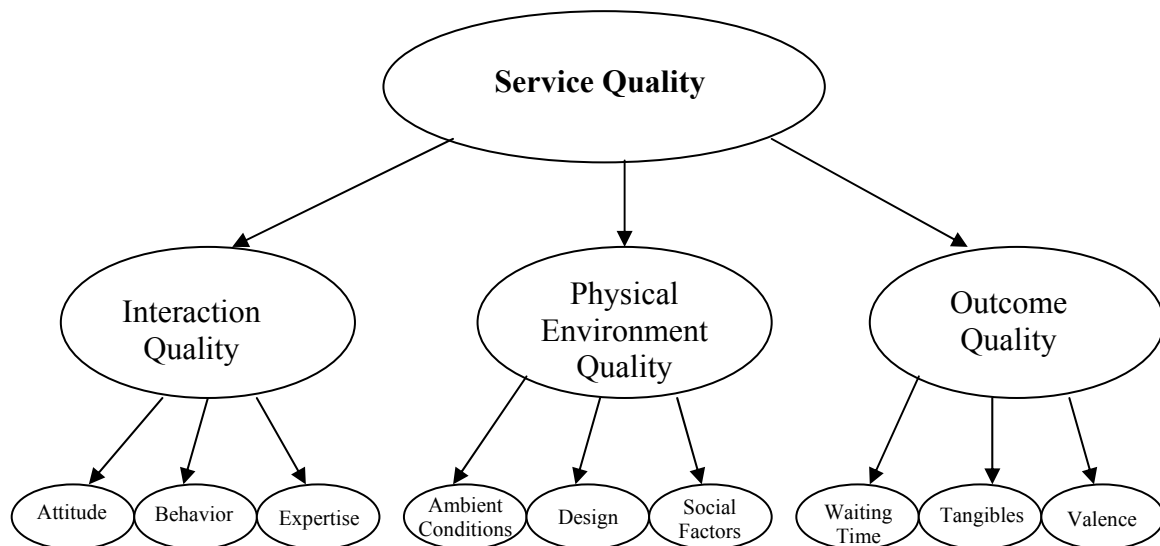 Service Quality
Interaction
Quality
Physical
Environment
Quality
Outcome
Quality
Attitude
Behavior
Expertise
Ambient
Conditions
Design
Social
Factors
Waiting
Time
Tangibles
Valence